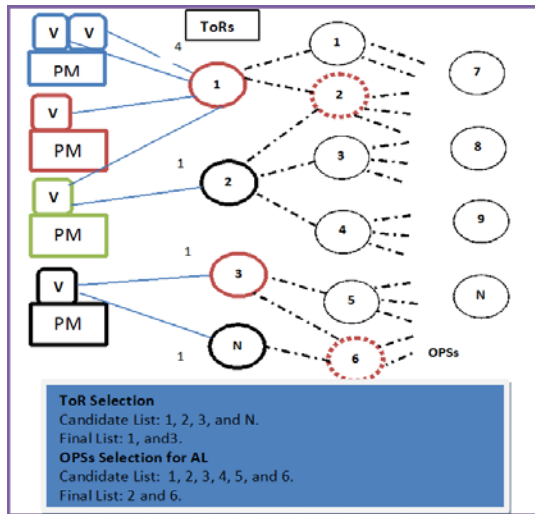 ToRs
V V
PM
4
1
1
2
7
V
PM
1
2
3
8
V
PM
4
9
1
V
PM
3
5
N
1
N
6
OPSs
ToR Selection
Candidate List: 1, 2, 3, and N.
Final List: 1, and3.
OPSs Selection for AL
Candidate List: 1, 2, 3, 4, 5, and 6.
Final List: 2 and 6.